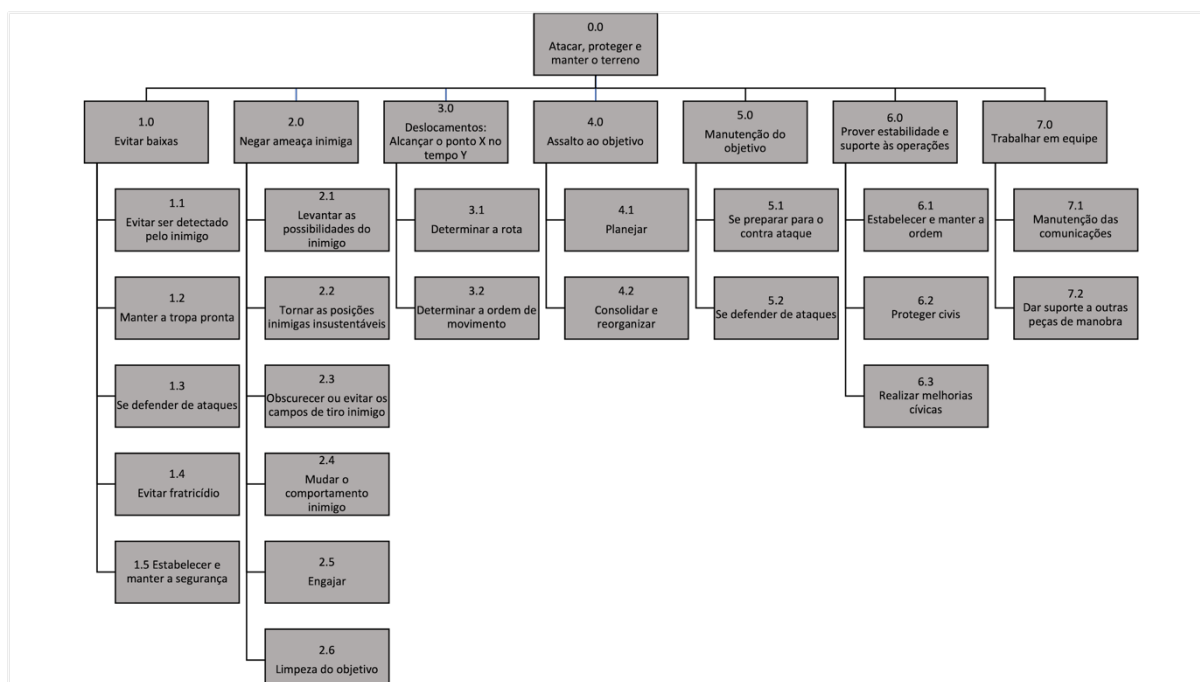 0.0
Atacar, proteger e
manter o terreno
1.0
Evitar baixas
2.0
Negar ameaça inimiga
3.0
Deslocamentos:
Alcançar o ponto X no
tempo Y
4.0
Assalto ao objetivo
5.0
Manutenção do
objetivo
6.0
Prover estabilidade e
suporte às operações
7.0
Trabalhar em equipe
1.1
Evitar ser detectado
pelo inimigo
1.2
Manter a tropa pronta
1.3
Se defender de ataques
1.4
Evitar fratricídio
1.5 Estabelecer e
manter a segurança
2.1
Levantar as
possibilidades do
inimigo
2.2
Tornar as posições
inimigas insustentáveis
2.3
Obscurecer ou evitar os
campos de tiro inimigo
2.4
Mudar o
comportamento
inimigo
2.5
Engajar
2.6
Limpeza do objetivo
3.1
Determinar a rota
3.2
Determinar a ordem de
movimento
4.1
Planejar
4.2
Consolidar e
reorganizar
5.1
Se preparar para o
contra ataque
5.2
Se defender de ataques
6.1
Estabelecer e manter a
ordem
6.2
Proteger civis
6.3
Realizar melhorias
cívicas
7.1
Manutenção das
comunicações
7.2
Dar suporte a outras
peças de manobra